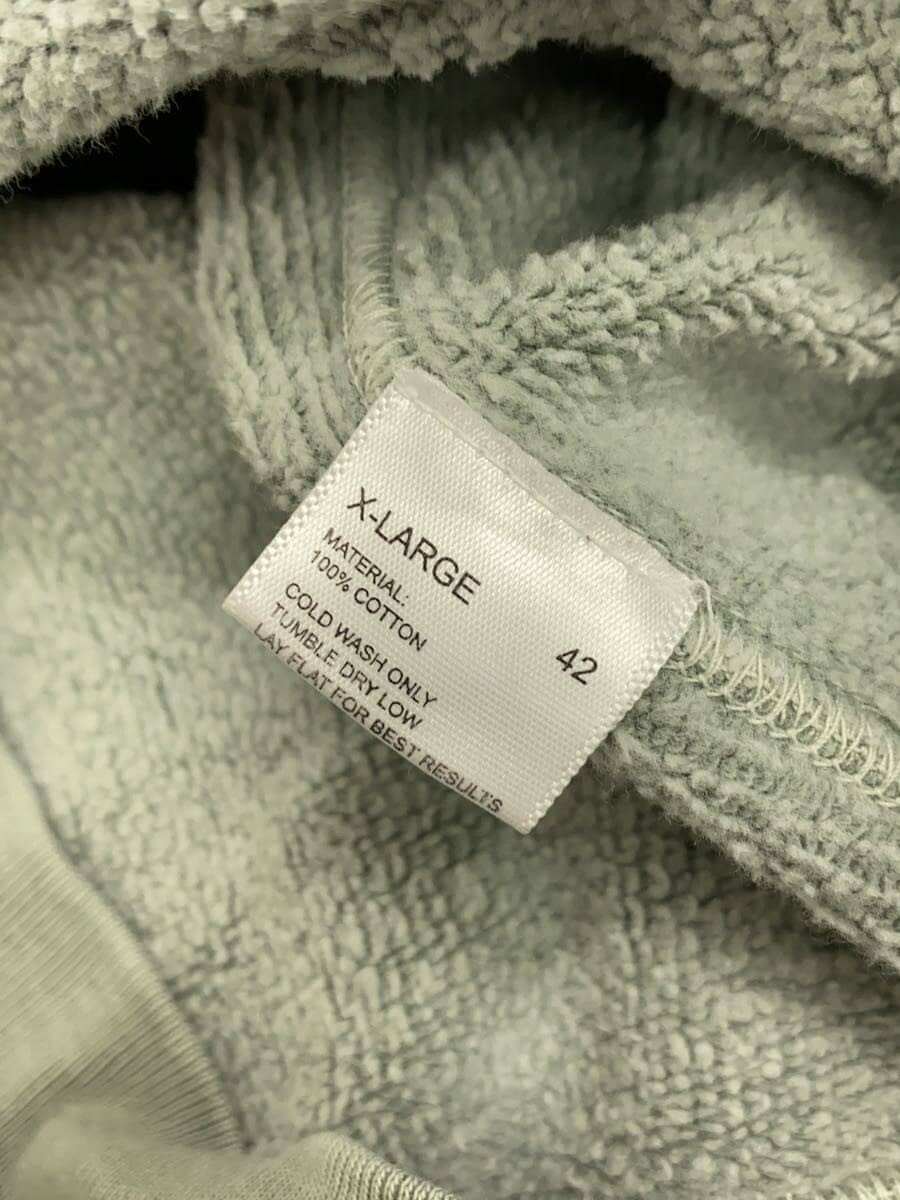 X-LARGE
MATERIAL:
100% COTTON
42
COLD WASH ONLY
TUMBLE DRY LOW
LAY FLAT FOR BEST RESULTS